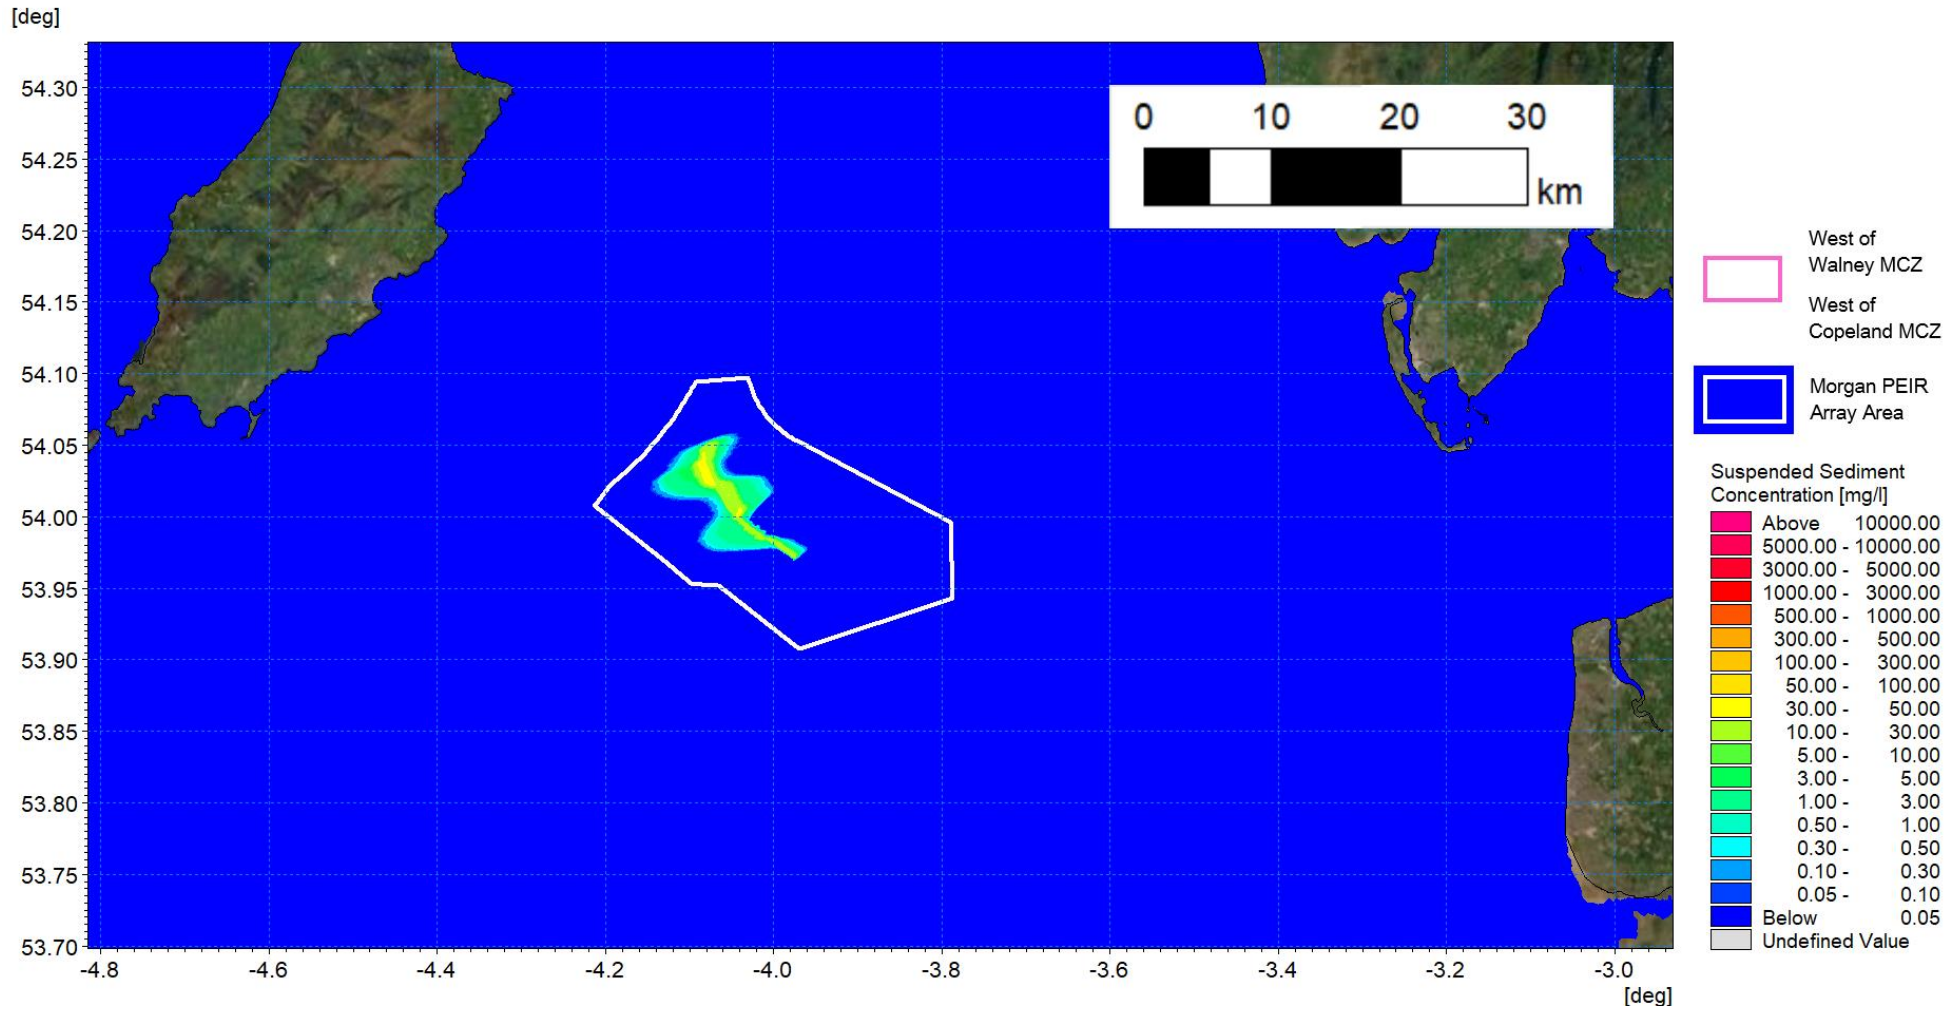 [deg]
54.30
54.25
54.20
54.15
54.10
54.05
54.00
53.95
53.90
53.85
53.80
53.75
53.70
-4.8 -4.6 -4.4 -4.2 -4.0 -3.8 -3.6 -3.4 -3.2 -3.0
[deg]
0 10 20 30
km
West of
Walney MCZ
West of
Copeland MCZ
Morgan PEIR
Array Area
Suspended Sediment
Concentration [mg/l]
Above 10000.00
5000.00 - 10000.00
3000.00 - 5000.00
1000.00 - 3000.00
500.00 - 1000.00
300.00 - 500.00
100.00 - 300.00
50.00 - 100.00
30.00 - 50.00
10.00 - 30.00
5.00 - 10.00
3.00 - 5.00
1.00 - 3.00
0.50 - 1.00
0.30 - 0.50
0.10 - 0.30
0.05 - 0.10
Below 0.05
Undefined Value